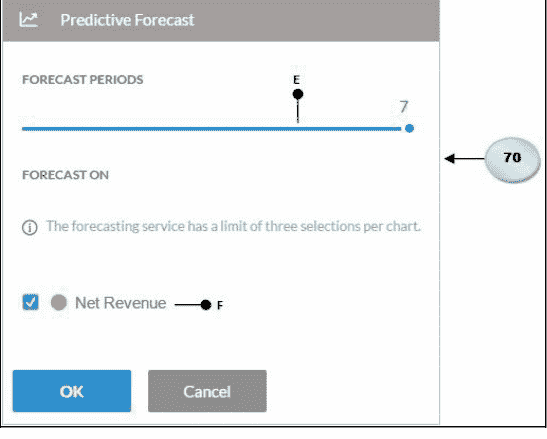 Predictive Forecast
FORECAST PERIODS
E
7
70
FORECAST ON
The forecasting service has a limit of three selections per chart.
Net Revenue
F
OK
Cancel